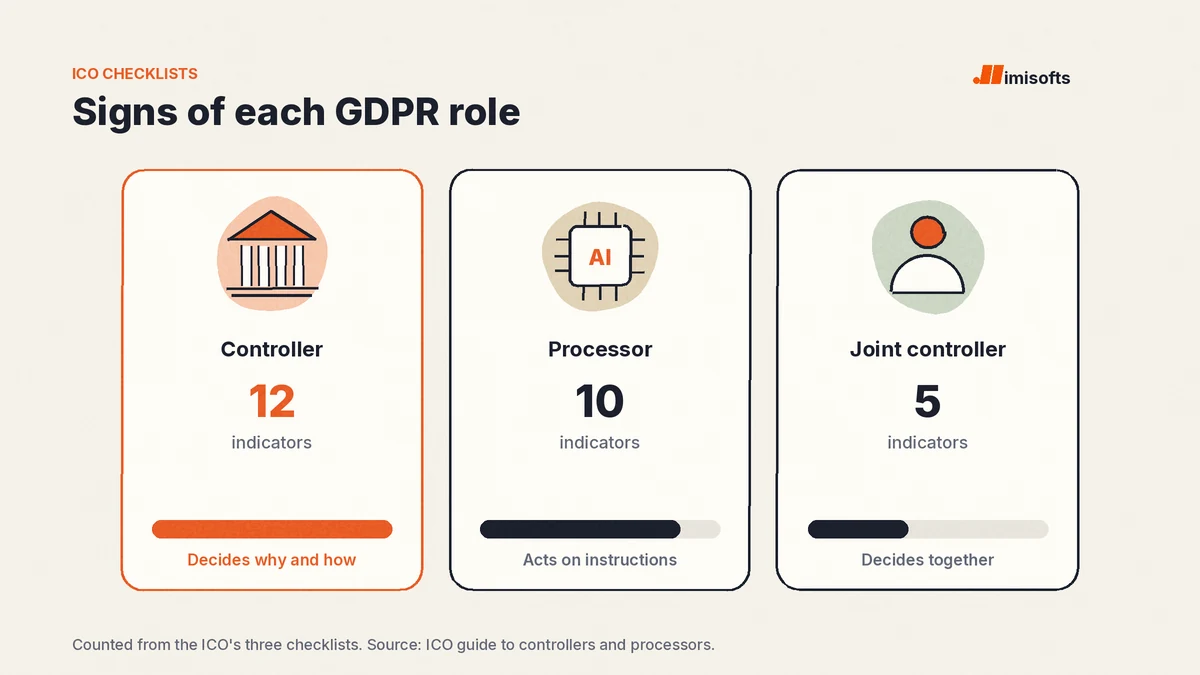 ICO CHECKLISTS
imisofts
Signs of each GDPR role
AI
Controller
12
indicators
Decides why and how
Processor
10
indicators
Acts on instructions
Joint controller
5
indicators
Decides together
Counted from the ICO's three checklists. Source: ICO guide to controllers and processors.